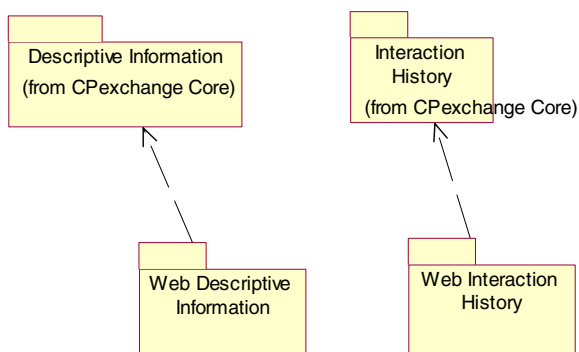 Descriptive Information
(from CPexchange Core)
Interaction
History
(from CPexchange Core)
Web Descriptive
Information
Web Interaction
History